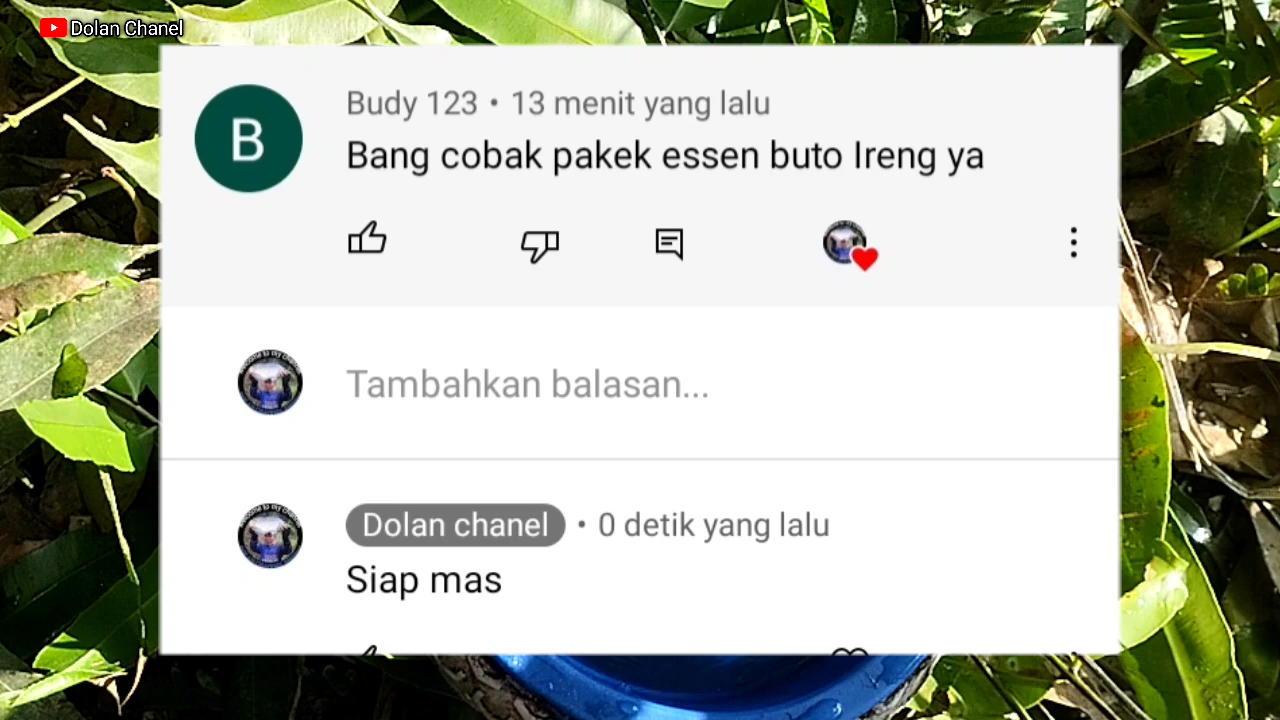 Dolan Chanel
B
Budy 123 • 13 menit yang lalu
Bang cobak pakek essen buto Ireng ya
Tambahkan balasan...
Dolan chanel • 0 detik yang lalu
Siap mas